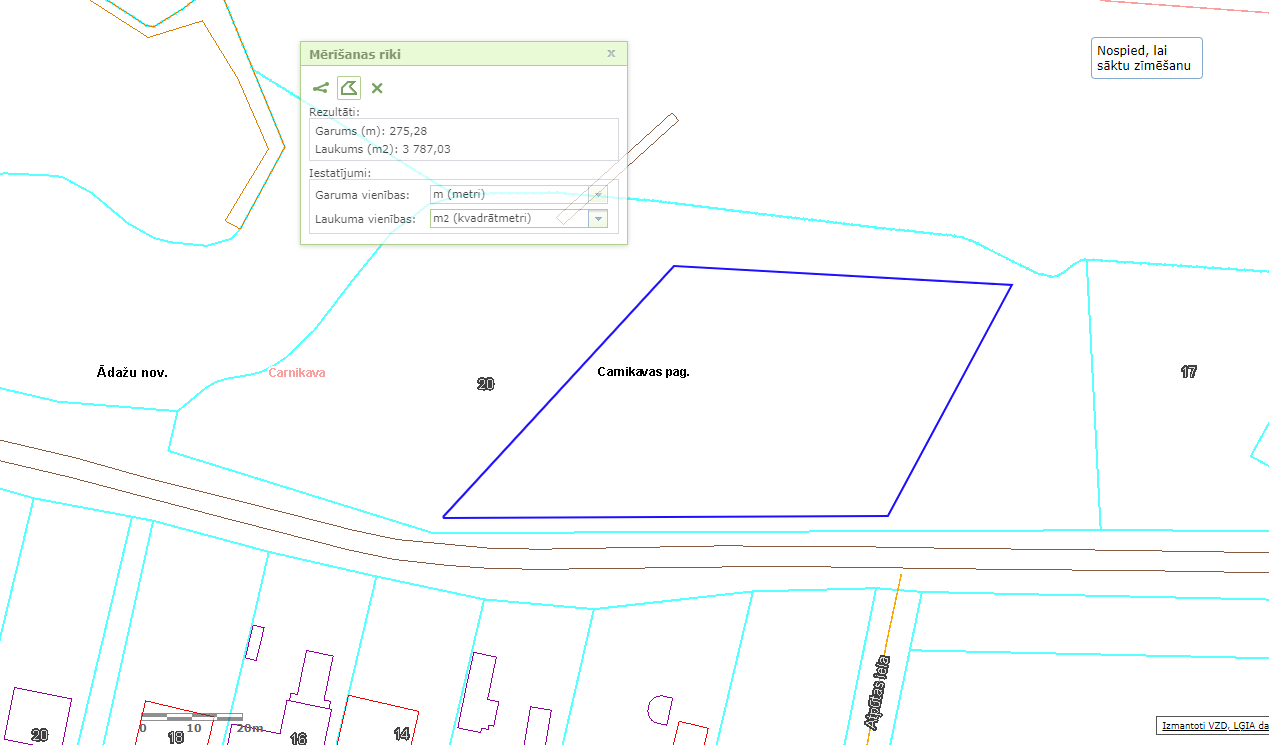 Mērīšanas rīki
x
Rezultāti:
Garums (m): 275,28
Laukums (m2): 3 787,03
Iestatījumi:
Garuma vienības:
m (metri)
Laukuma vienības:
m2 (kvadrātmetri)
Nospied, lai
sāktu zīmēšanu
Ādažu nov.
Carnikava
20
Carnikavas pag.
17
Atpūtas iela
0
10
20m
20
18
16
14
Izmantoti VZD, LĢIA da